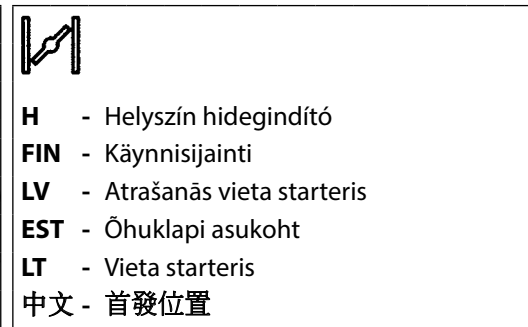 H - Helyszín hidegindító
FIN - Käynnisijainti
LV - Atrašanās vieta starteris
EST - Õhuklapi asukoht
LT - Vieta starteris
中文 - 首發位置